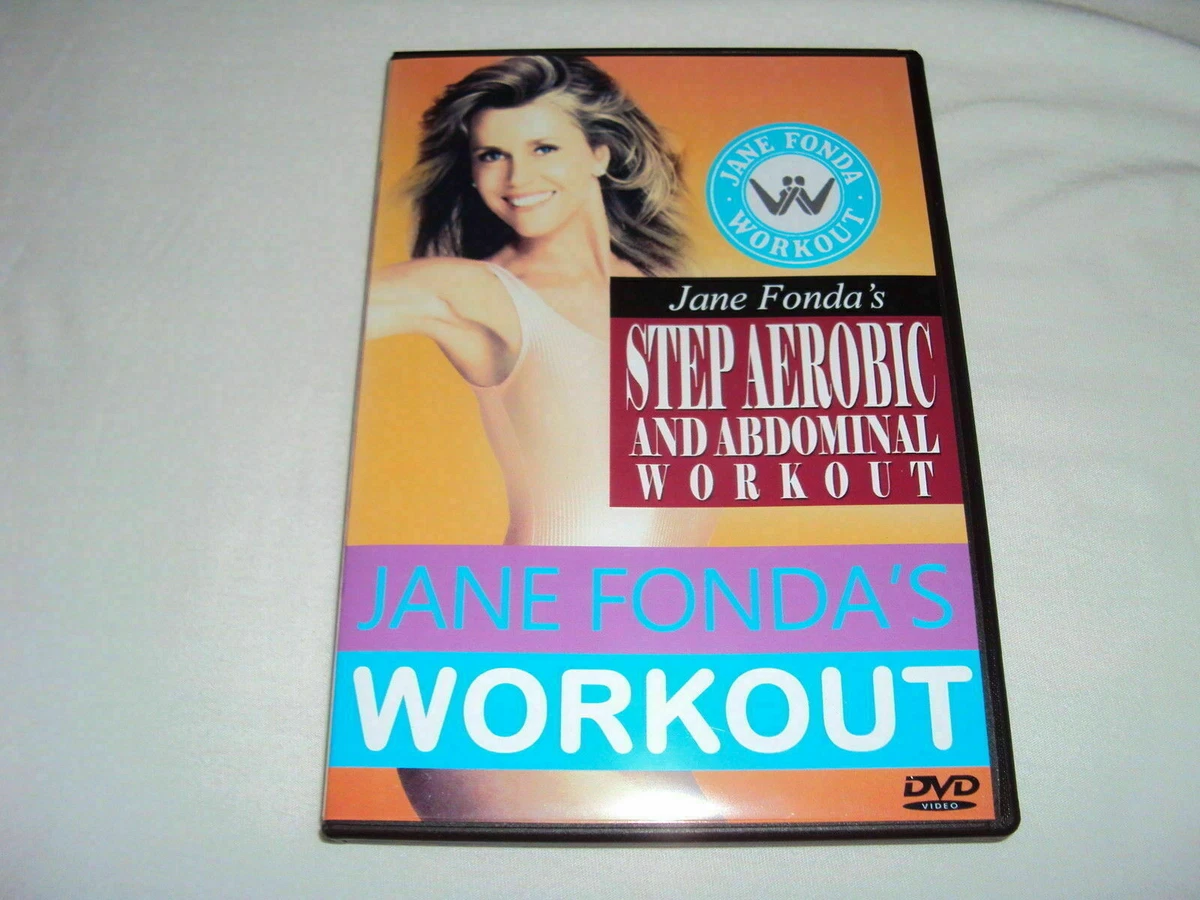 JANE FONDA
WORKOUT
Jane Fonda's
STEP AEROBIC
AND ABDOMINAL
WORKOUT
JANE FONDA'S
WORKOUT
DVD
VIDEO